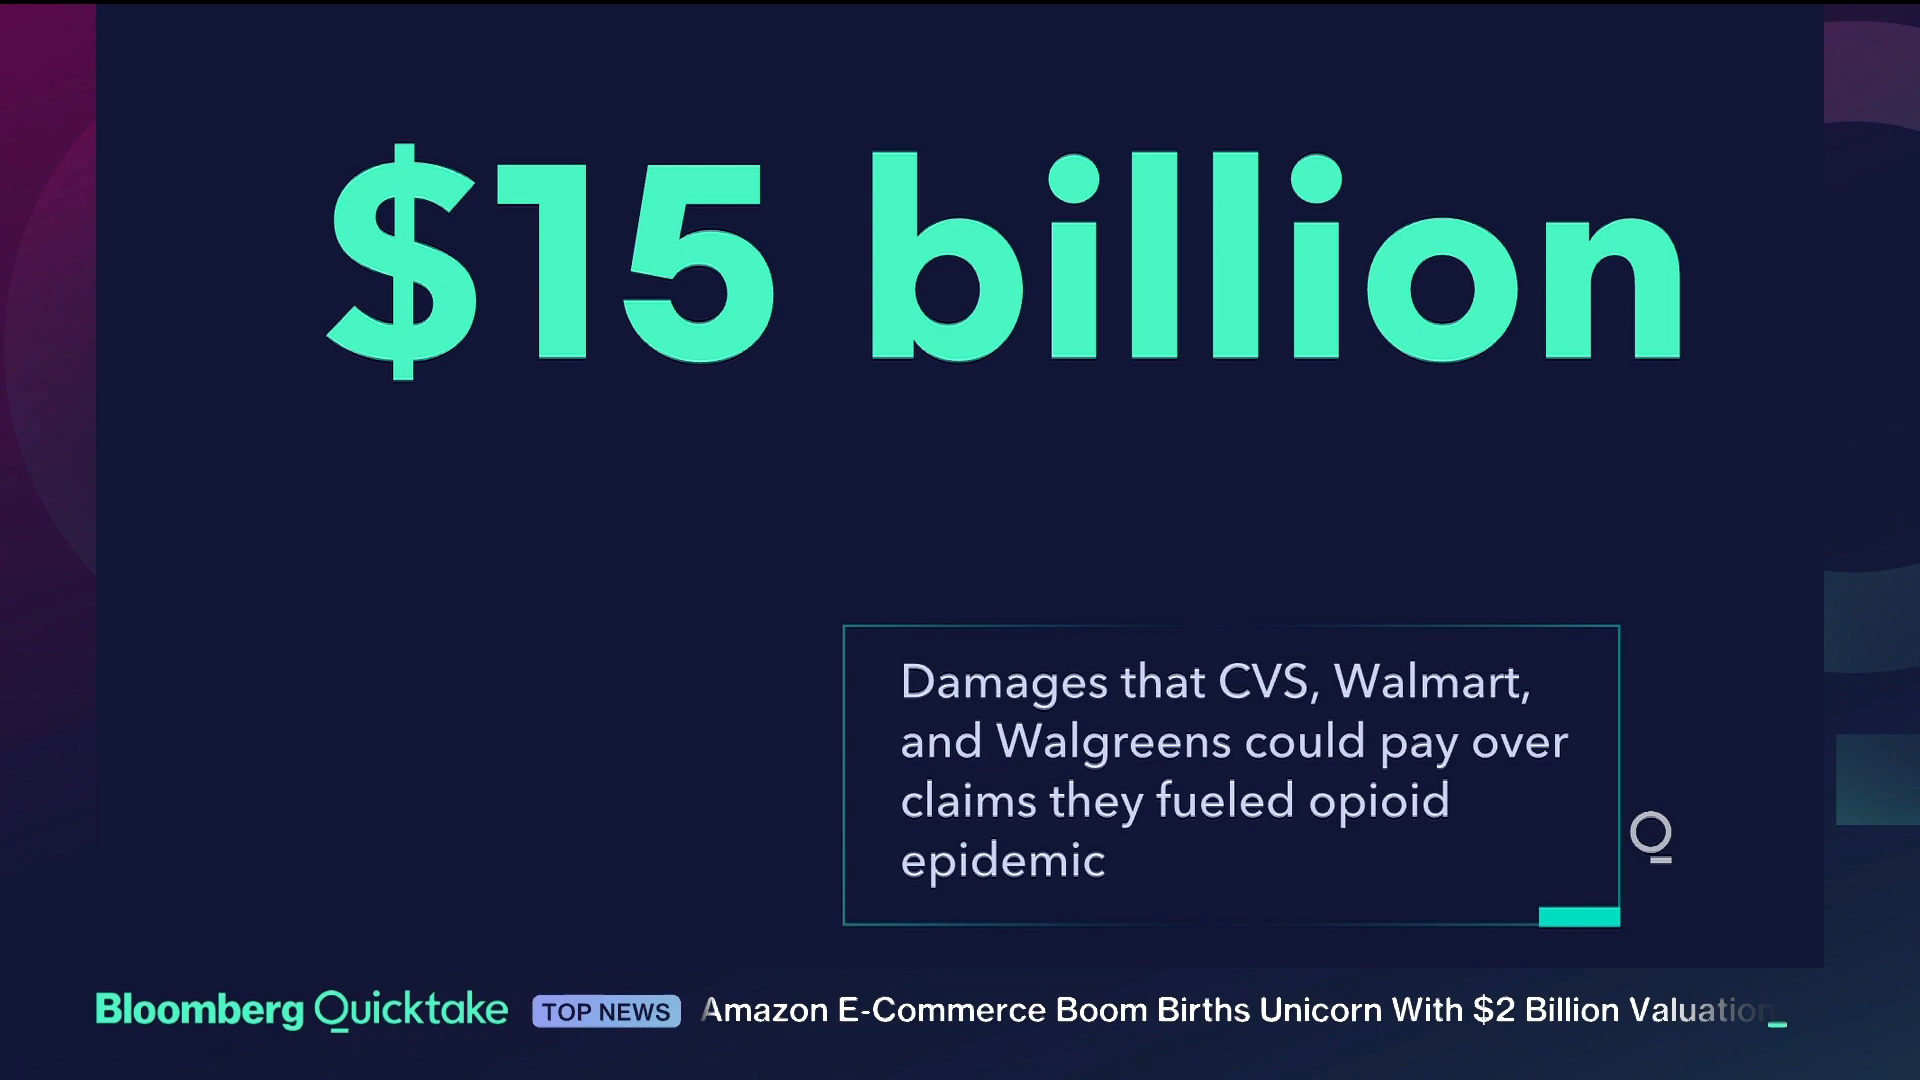 $15 billion
Damages that CVS, Walmart,
and Walgreens could pay over
claims they fueled opioid
epidemic
Bloomberg Quicktake TOP NEWS Amazon E-Commerce Boom Births Unicorn With $2 Billion Valuation